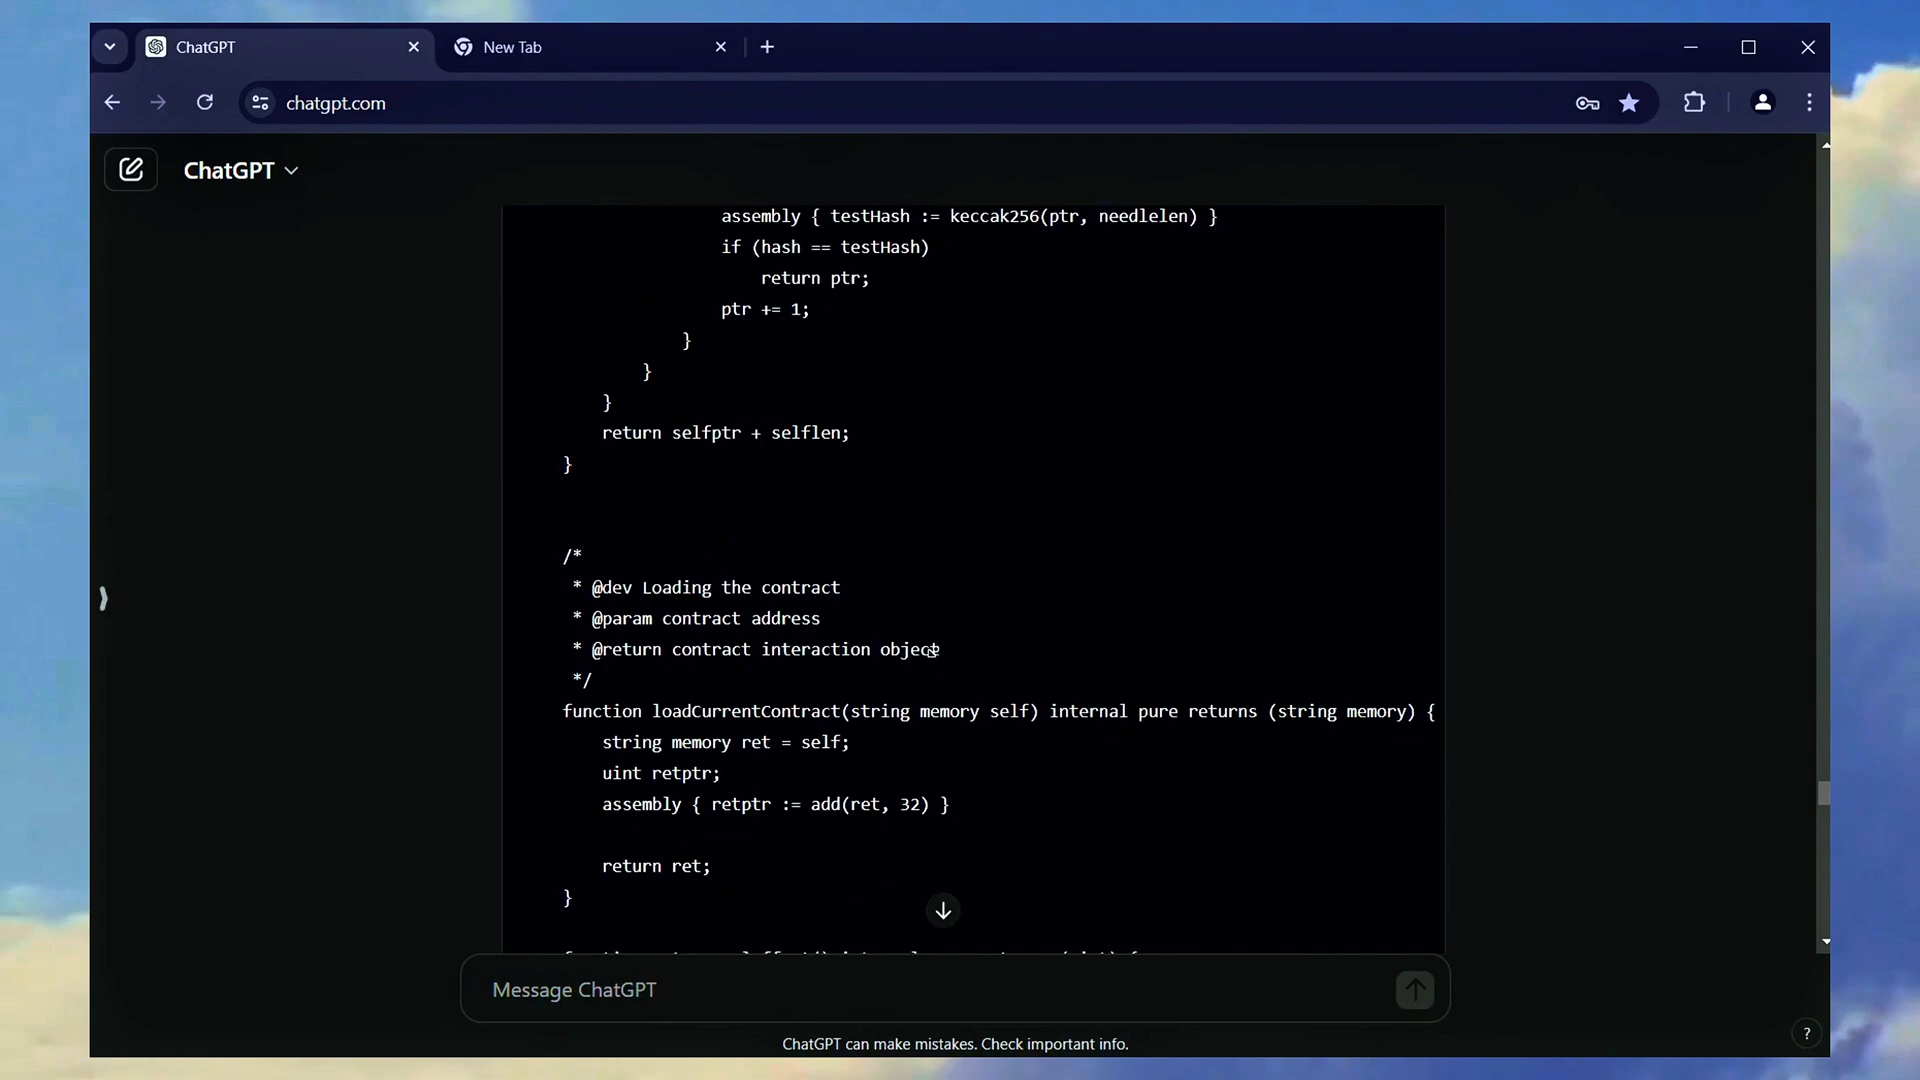 ChatGPT
New Tab
chatgpt.com
ChatGPT
assembly { testHash := keccak256(ptr, needlelen) }
if (hash == testHash)
return ptr;
ptr += 1;
}
}
}
return selfptr + selflen;
}
/*
* @dev Loading the contract
* @param contract address
* @return contract interaction object
*/
function loadCurrentContract(string memory self) internal pure returns (string memory) {
string memory ret = self;
uint retptr;
assembly { retptr := add(ret, 32) }
return ret;
}
Message ChatGPT
ChatGPT can make mistakes. Check important info.
?